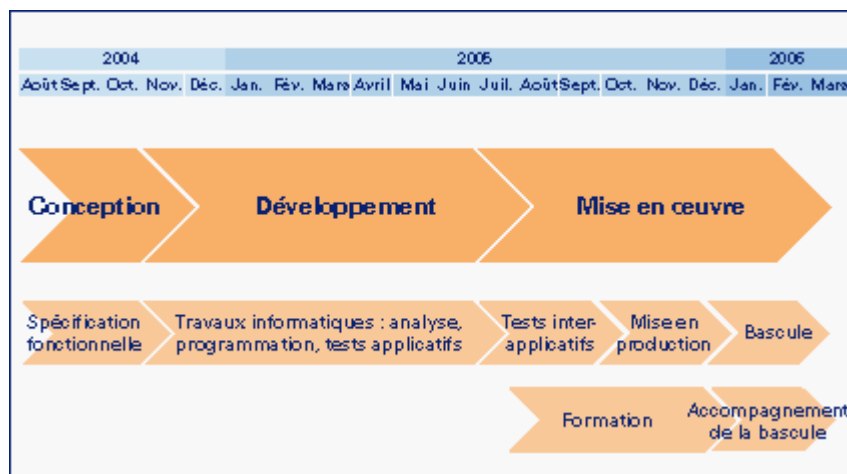 2004 2005 2006
Août Sept. Oct. Nov. Déc. Jan. Fév. Mars Avril Mai Juin Juil. Août Sept. Oct. Nov. Déc. Jan. Fév. Mars
Conception Développement Mise en œuvre
Spécification Travaux informatiques : analyse, Tests inter- Mise en Bascule
fonctionnelle programmation, tests applicatifs applicatifs production
Formation Accompagnement
de la bascule